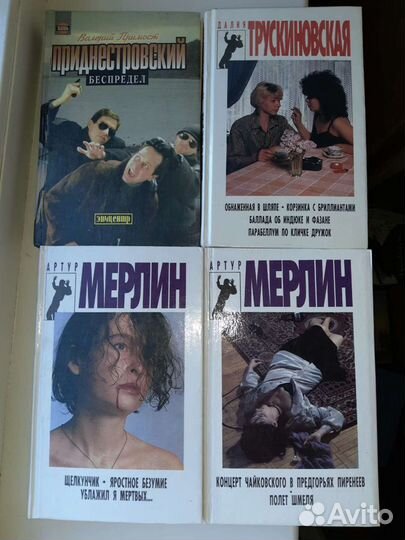 Валерий Примост
ПРИДНЕСТРОВСКИЙ
БЕСПРЕДЕЛ
эпицентр
ДАЛИЯ
ТРУСКИНОВСКАЯ
ОБНАЖЕННАЯ В ШЛЯПЕ • КОРЗИНКА С БРИЛЛИАНТАМИ
БАЛЛАДА ОБ ИНДЮКЕ И ФАЗАНЕ
ПАРАБЕЛЛУМ ПО КЛИЧКЕ ДРУЖОК
АРТУР
МЕРЛИН
ЩЕЛКУНЧИК • ЯРОСТНОЕ БЕЗУМИЕ
УБЛАЖИЛ Я МЕРТВЫХ...
АРТУР
МЕРЛИН
КОНЦЕРТ ЧАЙКОВСКОГО В ПРЕДГОРЬЯХ ПИРЕНЕЕВ
ПОЛЕТ ШМЕЛЯ
Avito